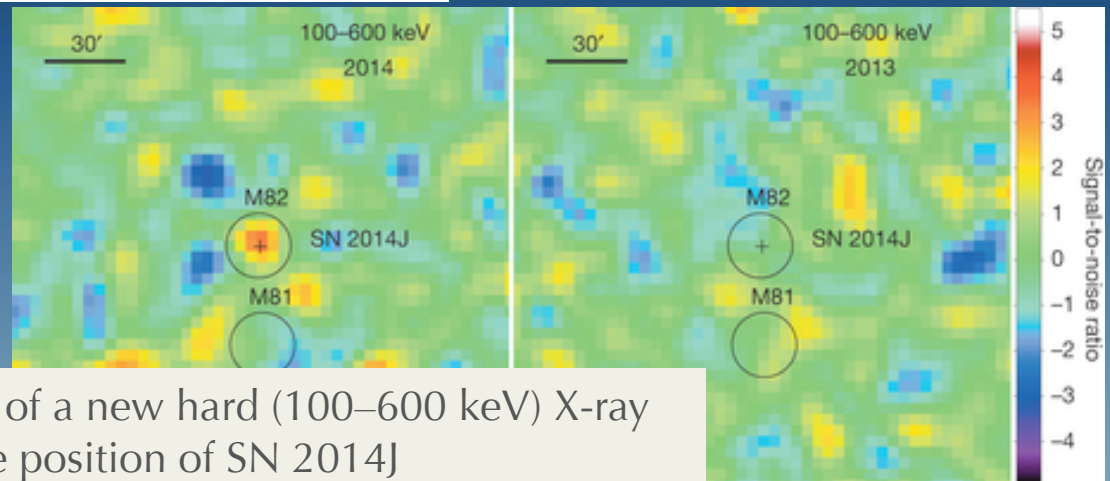 30′
100–600 keV
2014
M82
SN 2014J
M81
30′
100–600 keV
2013
M82
SN 2014J
M81
5
4
3
2
1
0
−1
−2
−3
−4
Signal-to-noise ratio
of a new hard (100–600 keV) X-ray
position of SN 2014J